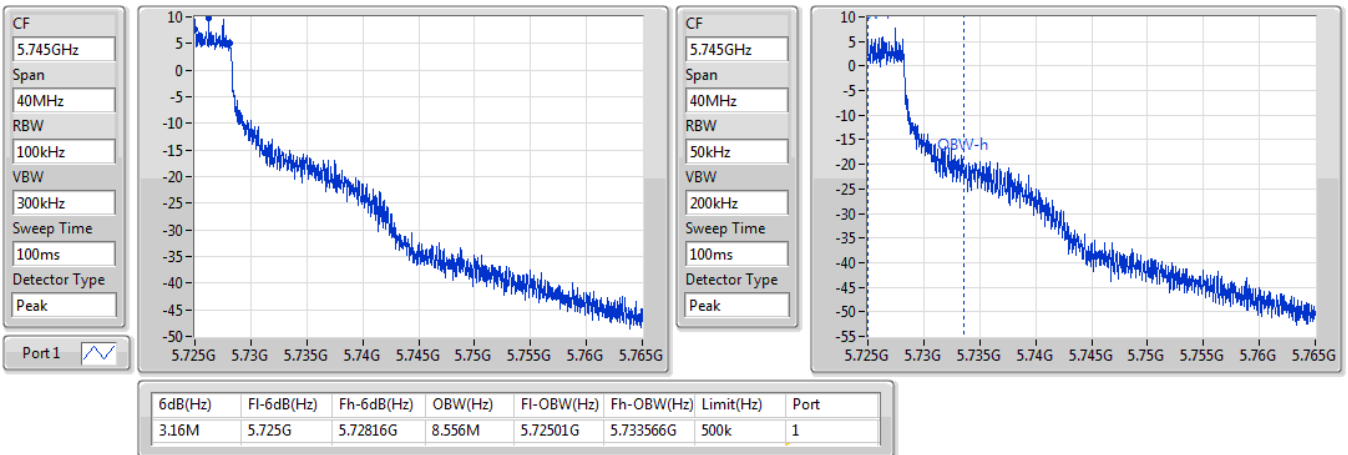 CF
5.745GHz
Span
40MHz
RBW
100kHz
VBW
300kHz
Sweep Time
100ms
Detector Type
Peak
Port 1
10
5
0
-5
-10
-15
-20
-25
-30
-35
-40
-45
-50
5.725G 5.73G 5.735G 5.74G 5.745G 5.75G 5.755G 5.76G 5.765G
CF
5.745GHz
Span
40MHz
RBW
50kHz
VBW
200kHz
Sweep Time
100ms
Detector Type
Peak
10
5
0
-5
-10
-15
-20
-25
-30
-35
-40
-45
-50
-55
OBW-h
5.725G 5.73G 5.735G 5.74G 5.745G 5.75G 5.755G 5.76G 5.765G
6dB(Hz) Fl-6dB(Hz) Fh-6dB(Hz) OBW(Hz) Fl-OBW(Hz) Fh-OBW(Hz) Limit(Hz) Port
3.16M 5.725G 5.72816G 8.556M 5.72501G 5.733566G 500k 1